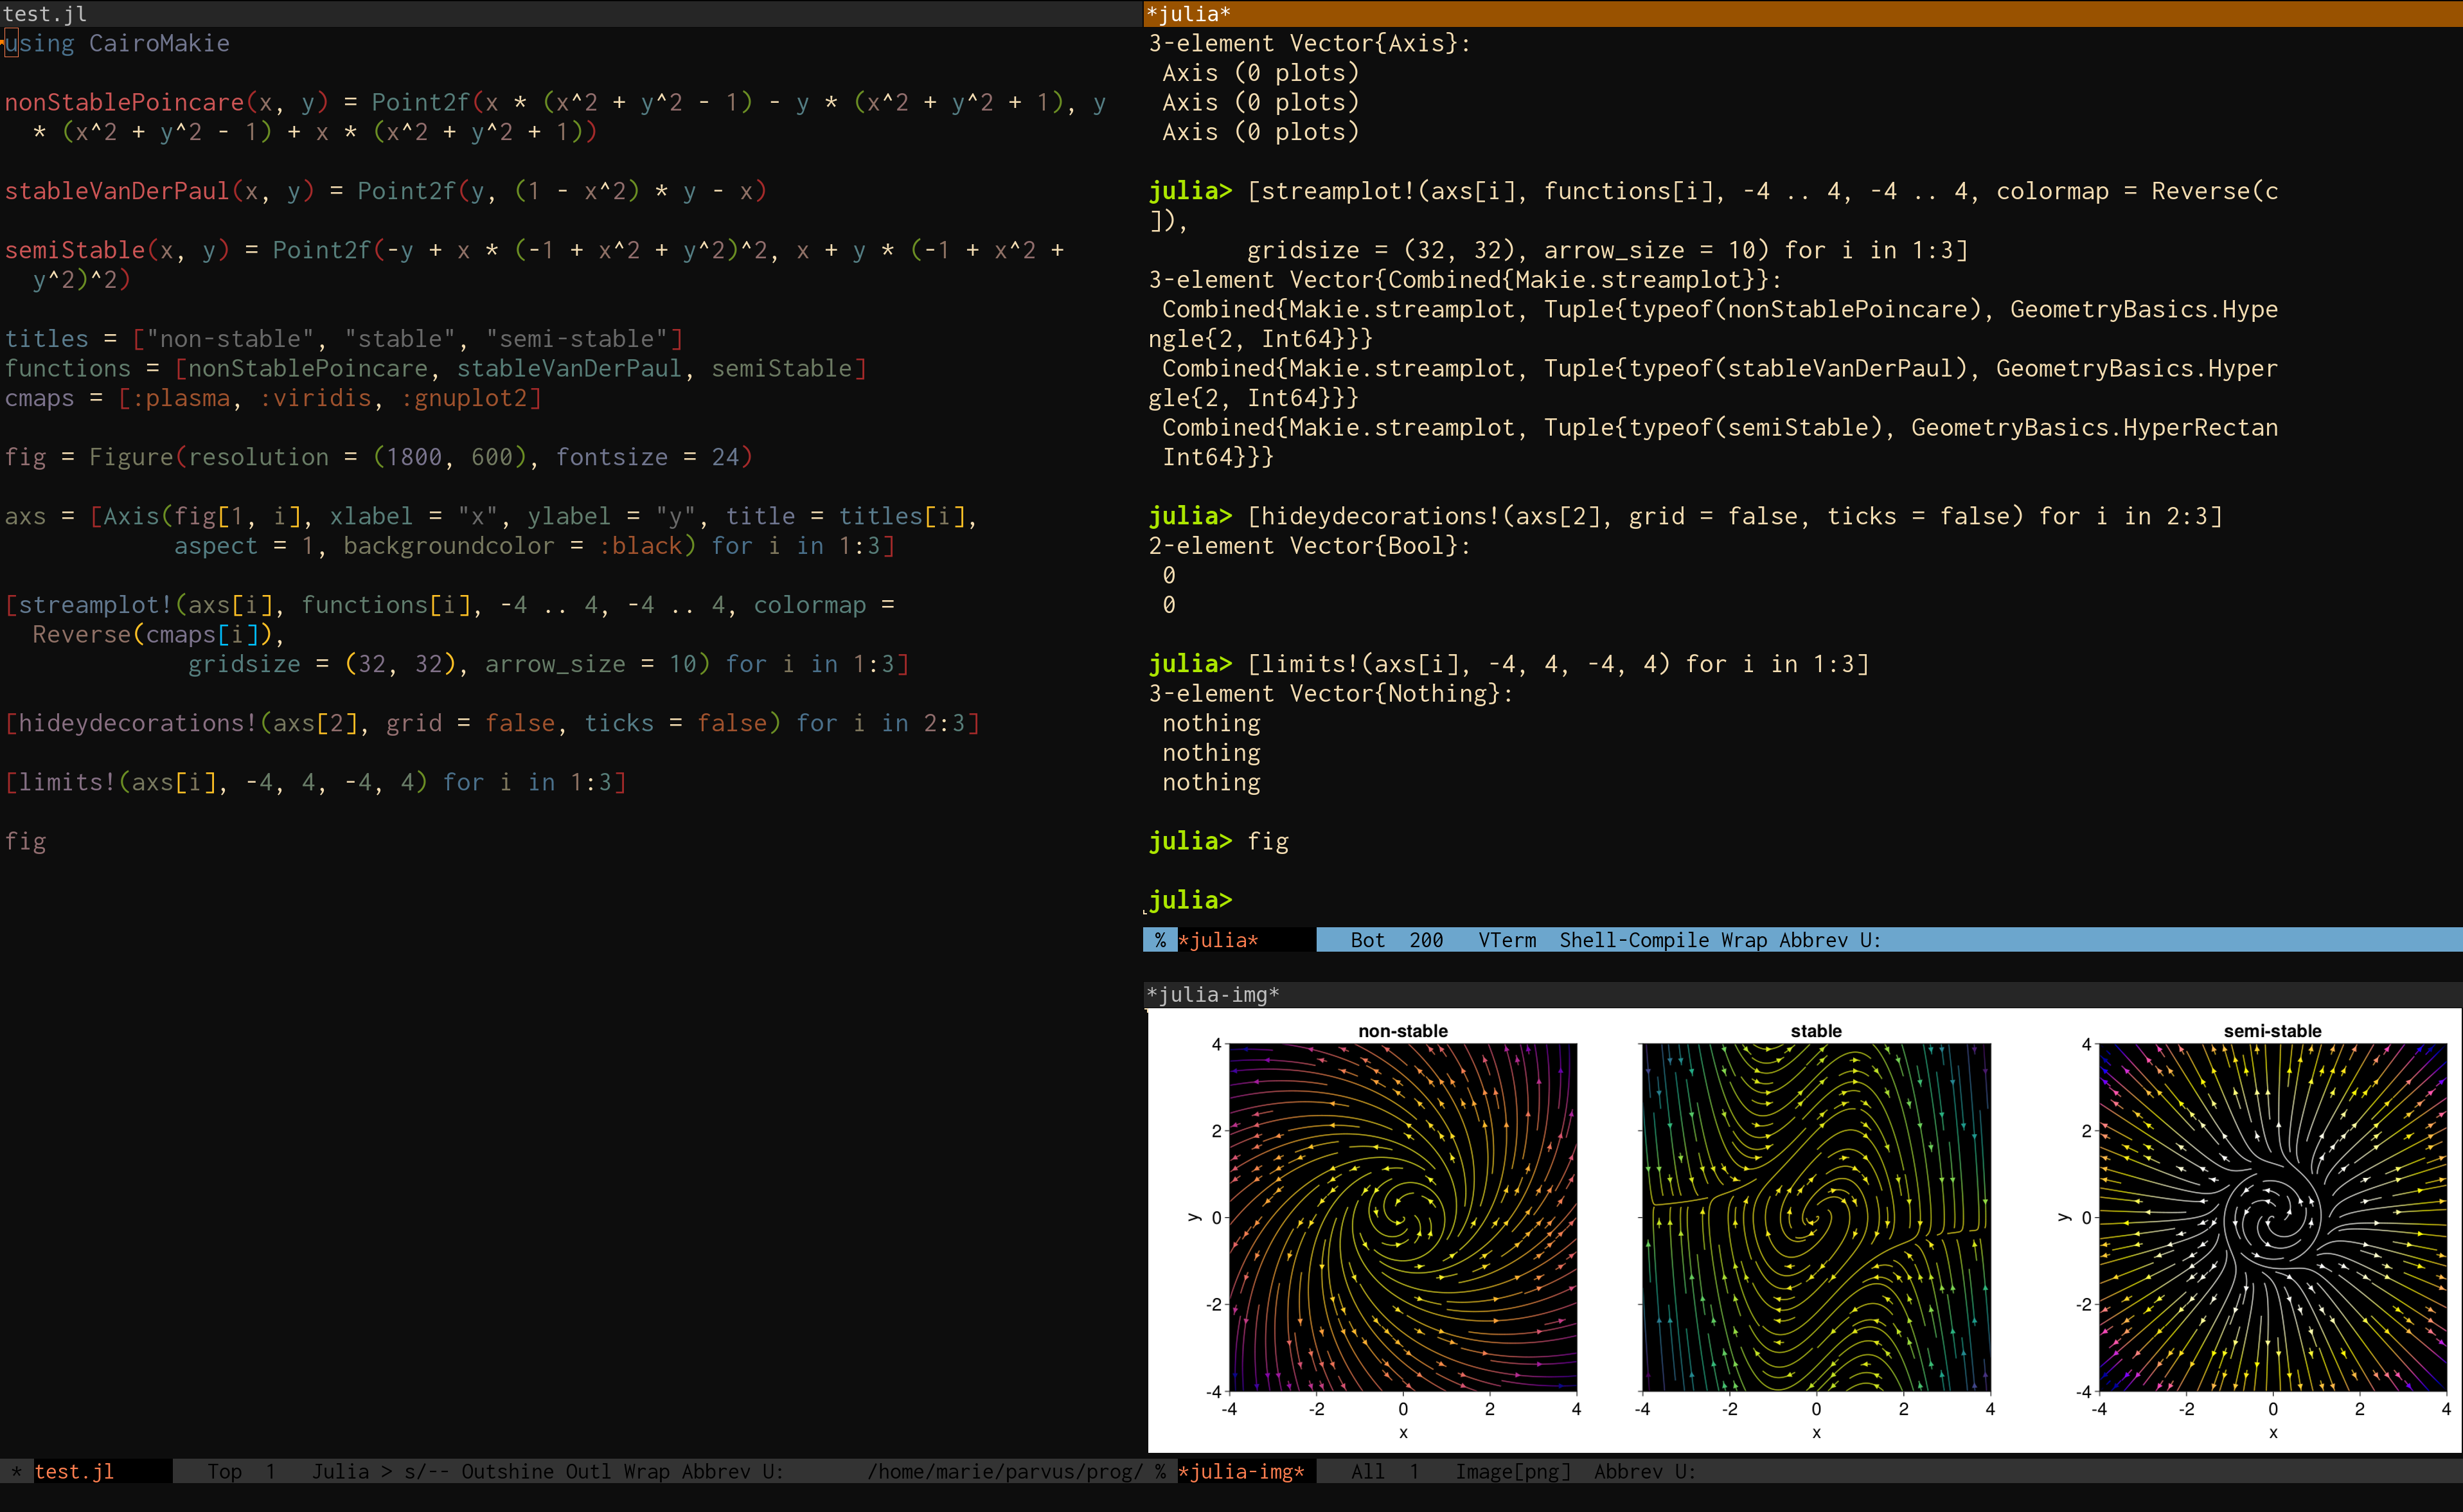 test.jl
using CairoMakie
nonStablePoincare(x, y) = Point2f(x * (x^2 + y^2 - 1) - y * (x^2 + y^2 + 1), y
* (x^2 + y^2 - 1) + x * (x^2 + y^2 + 1))
stableVanDerPaul(x, y) = Point2f(y, (1 - x^2) * y - x)
semiStable(x, y) = Point2f(-y + x * (-1 + x^2 + y^2)^2, x + y * (-1 + x^2 +
y^2)^2)
titles = ["non-stable", "stable", "semi-stable"]
functions = [nonStablePoincare, stableVanDerPaul, semiStable]
cmaps = [:plasma, :viridis, :gnuplot2]
fig = Figure(resolution = (1800, 600), fontsize = 24)
axs = [Axis(fig[1, i], xlabel = "x", ylabel = "y", title = titles[i],
aspect = 1, backgroundcolor = :black) for i in 1:3]
[streamplot!(axs[i], functions[i], -4 .. 4, -4 .. 4, colormap =
Reverse(cmaps[i]),
gridsize = (32, 32), arrow_size = 10) for i in 1:3]
[hideydecorations!(axs[2], grid = false, ticks = false) for i in 2:3]
[limits!(axs[i], -4, 4, -4, 4) for i in 1:3]
fig
* test.jl Top 1 Julia > s/-- Outshine Outl Wrap Abbrev U: /home/marie/parvus/prog/
*julia*
3-element Vector{Axis}:
Axis (0 plots)
Axis (0 plots)
Axis (0 plots)
julia> [streamplot!(axs[i], functions[i], -4 .. 4, -4 .. 4, colormap = Reverse(c
]),
gridsize = (32, 32), arrow_size = 10) for i in 1:3]
3-element Vector{Combined{Makie.streamplot}}:
Combined{Makie.streamplot, Tuple{typeof(nonStablePoincare), GeometryBasics.Hype
ngle{2, Int64}}}
Combined{Makie.streamplot, Tuple{typeof(stableVanDerPaul), GeometryBasics.Hyper
gle{2, Int64}}}
Combined{Makie.streamplot, Tuple{typeof(semiStable), GeometryBasics.HyperRectan
Int64}}}
julia> [hideydecorations!(axs[2], grid = false, ticks = false) for i in 2:3]
2-element Vector{Bool}:
0
0
julia> [limits!(axs[i], -4, 4, -4, 4) for i in 1:3]
3-element Vector{Nothing}:
nothing
nothing
nothing
julia> fig
julia>
% *julia* Bot 200 VTerm Shell-Compile Wrap Abbrev U:
*julia-img*
non-stable
4
2
0
-2
-4
y
-4 -2 0 2 4
x
stable
-4 -2 0 2 4
x
semi-stable
4
2
0
-2
-4
y
-4 -2 0 2 4
x
% *julia-img* All 1 Image[png] Abbrev U: